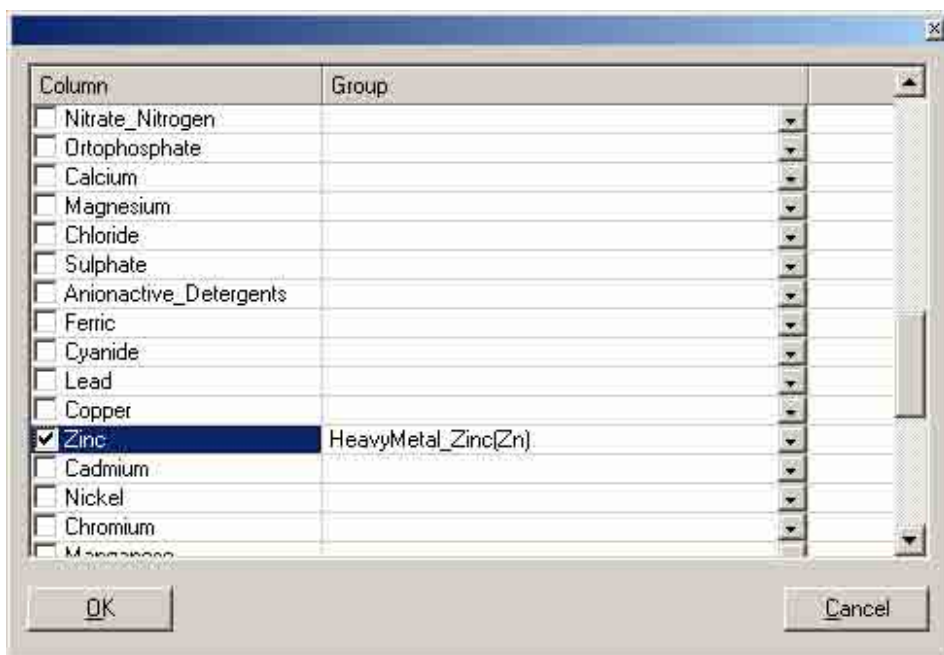 Column Group
Nitrate_Nitrogen
Ortophosphate
Calcium
Magnesium
Chloride
Sulphate
Anionactive_Detergents
Ferric
Cyanide
Lead
Copper
Zinc HeavyMetal_Zinc(Zn)
Cadmium
Nickel
Chromium
Manganese
OK Cancel